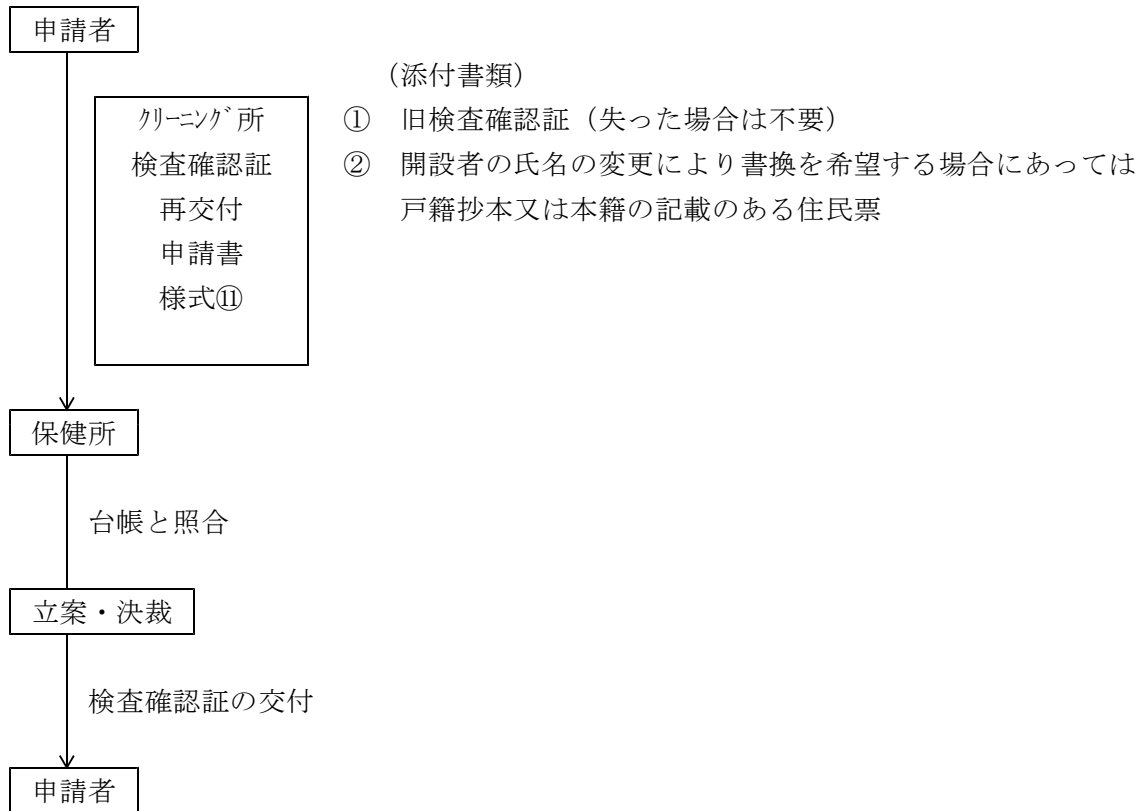 申請者
（添付書類）
ｸﾘｰﾆﾝｸﾞ所
検査確認証
再交付
申請書
様式⑪
① 旧検査確認証（失った場合は不要）
② 開設者の氏名の変更により書換を希望する場合にあっては
戸籍抄本又は本籍の記載のある住民票
保健所
台帳と照合
立案・決裁
検査確認証の交付
申請者